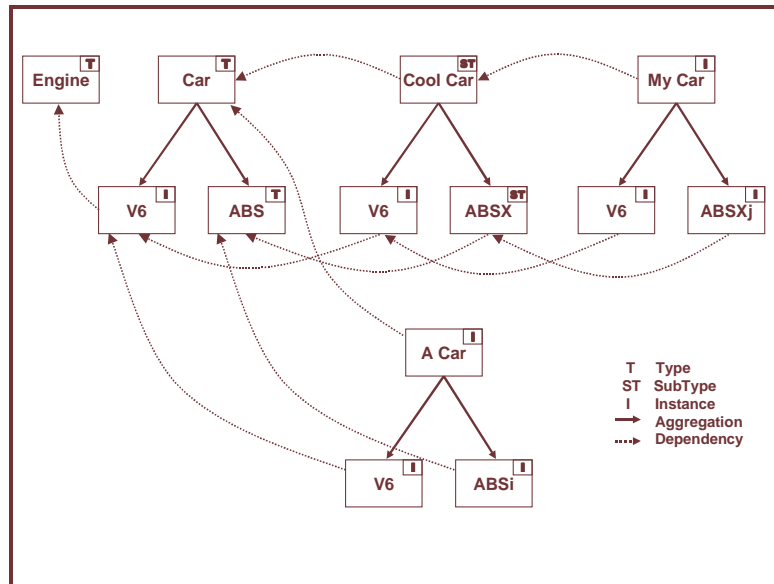 T
Engine
T
Car
ST
Cool Car
I
My Car
I
V6
T
ABS
I
V6
ST
ABSX
I
V6
I
ABSXj
I
A Car
I
V6
I
ABSi
T Type
ST SubType
I Instance
Aggregation
Dependency